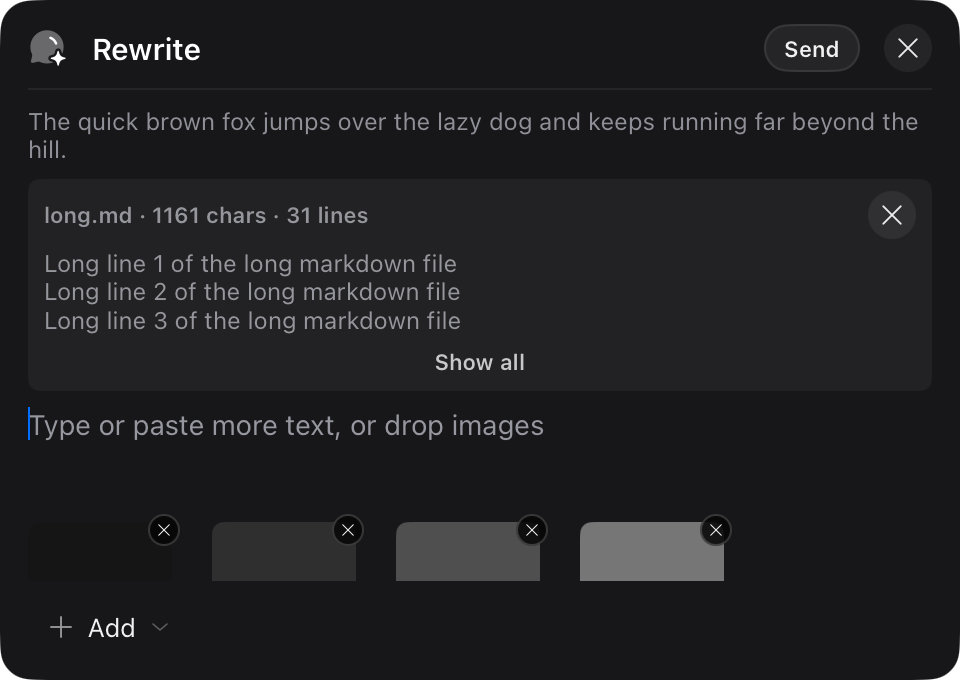 Rewrite
Send
The quick brown fox jumps over the lazy dog and keeps running far beyond the
hill.
long.md · 1161 chars · 31 lines
Long line 1 of the long markdown file
Long line 2 of the long markdown file
Long line 3 of the long markdown file
Show all
Type or paste more text, or drop images
Add